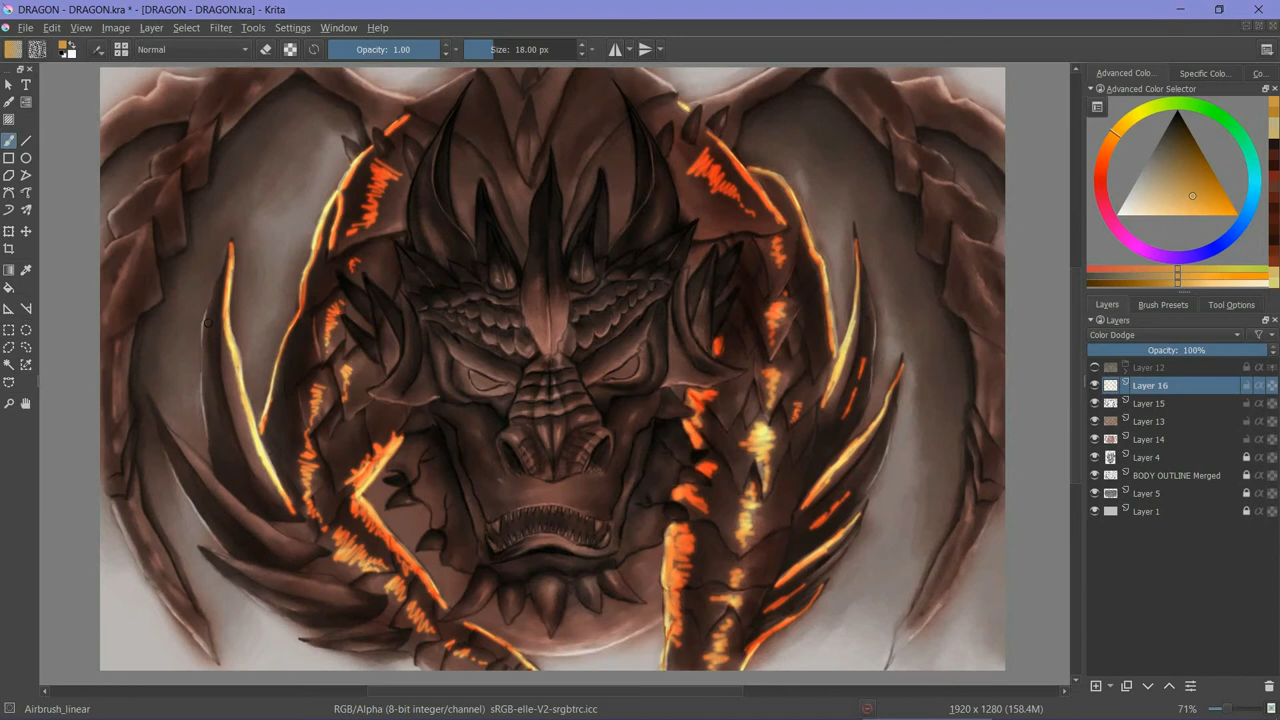 DRAGON - DRAGON.kra * - [DRAGON - DRAGON.kra] - Krita
File Edit View Image Layer Select Filter Tools Settings Window Help
Normal Opacity: 1.00 Size: 18.00 px
Advanced Colo... Specific Colo... Co...
Advanced Color Selector
Layers Brush Presets Tool Options
Layers
Color Dodge
Opacity: 100%
Layer 12
Layer 16
Layer 15
Layer 13
Layer 14
Layer 4
BODY OUTLINE Merged
Layer 5
Layer 1
Airbrush_linear RGB/Alpha (8-bit integer/channel) sRGB-elle-V2-srgbtrc.icc 1920 x 1280 (158.4M) 71%